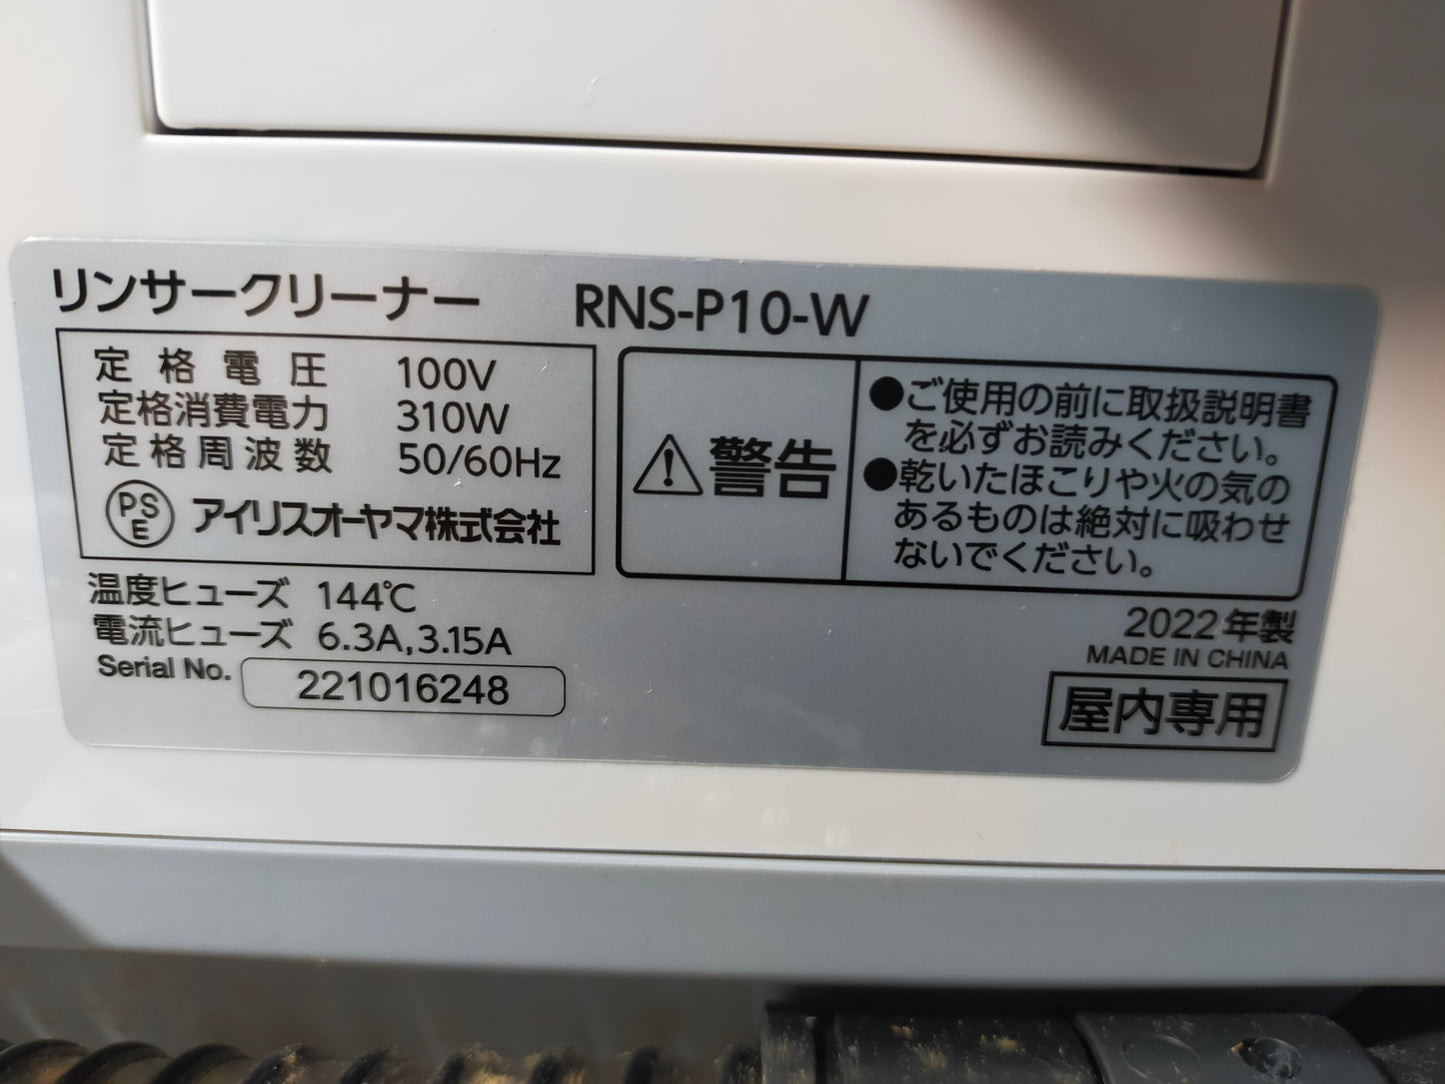 リンサークリーナー RNS-P10-W
定格電圧 100V
定格消費電力 310W
定格周波数 50/60Hz
PSE アイリスオーヤマ株式会社
温度ヒューズ 144℃
電流ヒューズ 6.3A,3.15A
Serial No. 221016248
警告
●ご使用の前に取扱説明書
を必ずお読みください。
●乾いたほこりや火の気の
あるものは絶対に吸わせ
ないでください。
2022年製
MADE IN CHINA
屋内専用